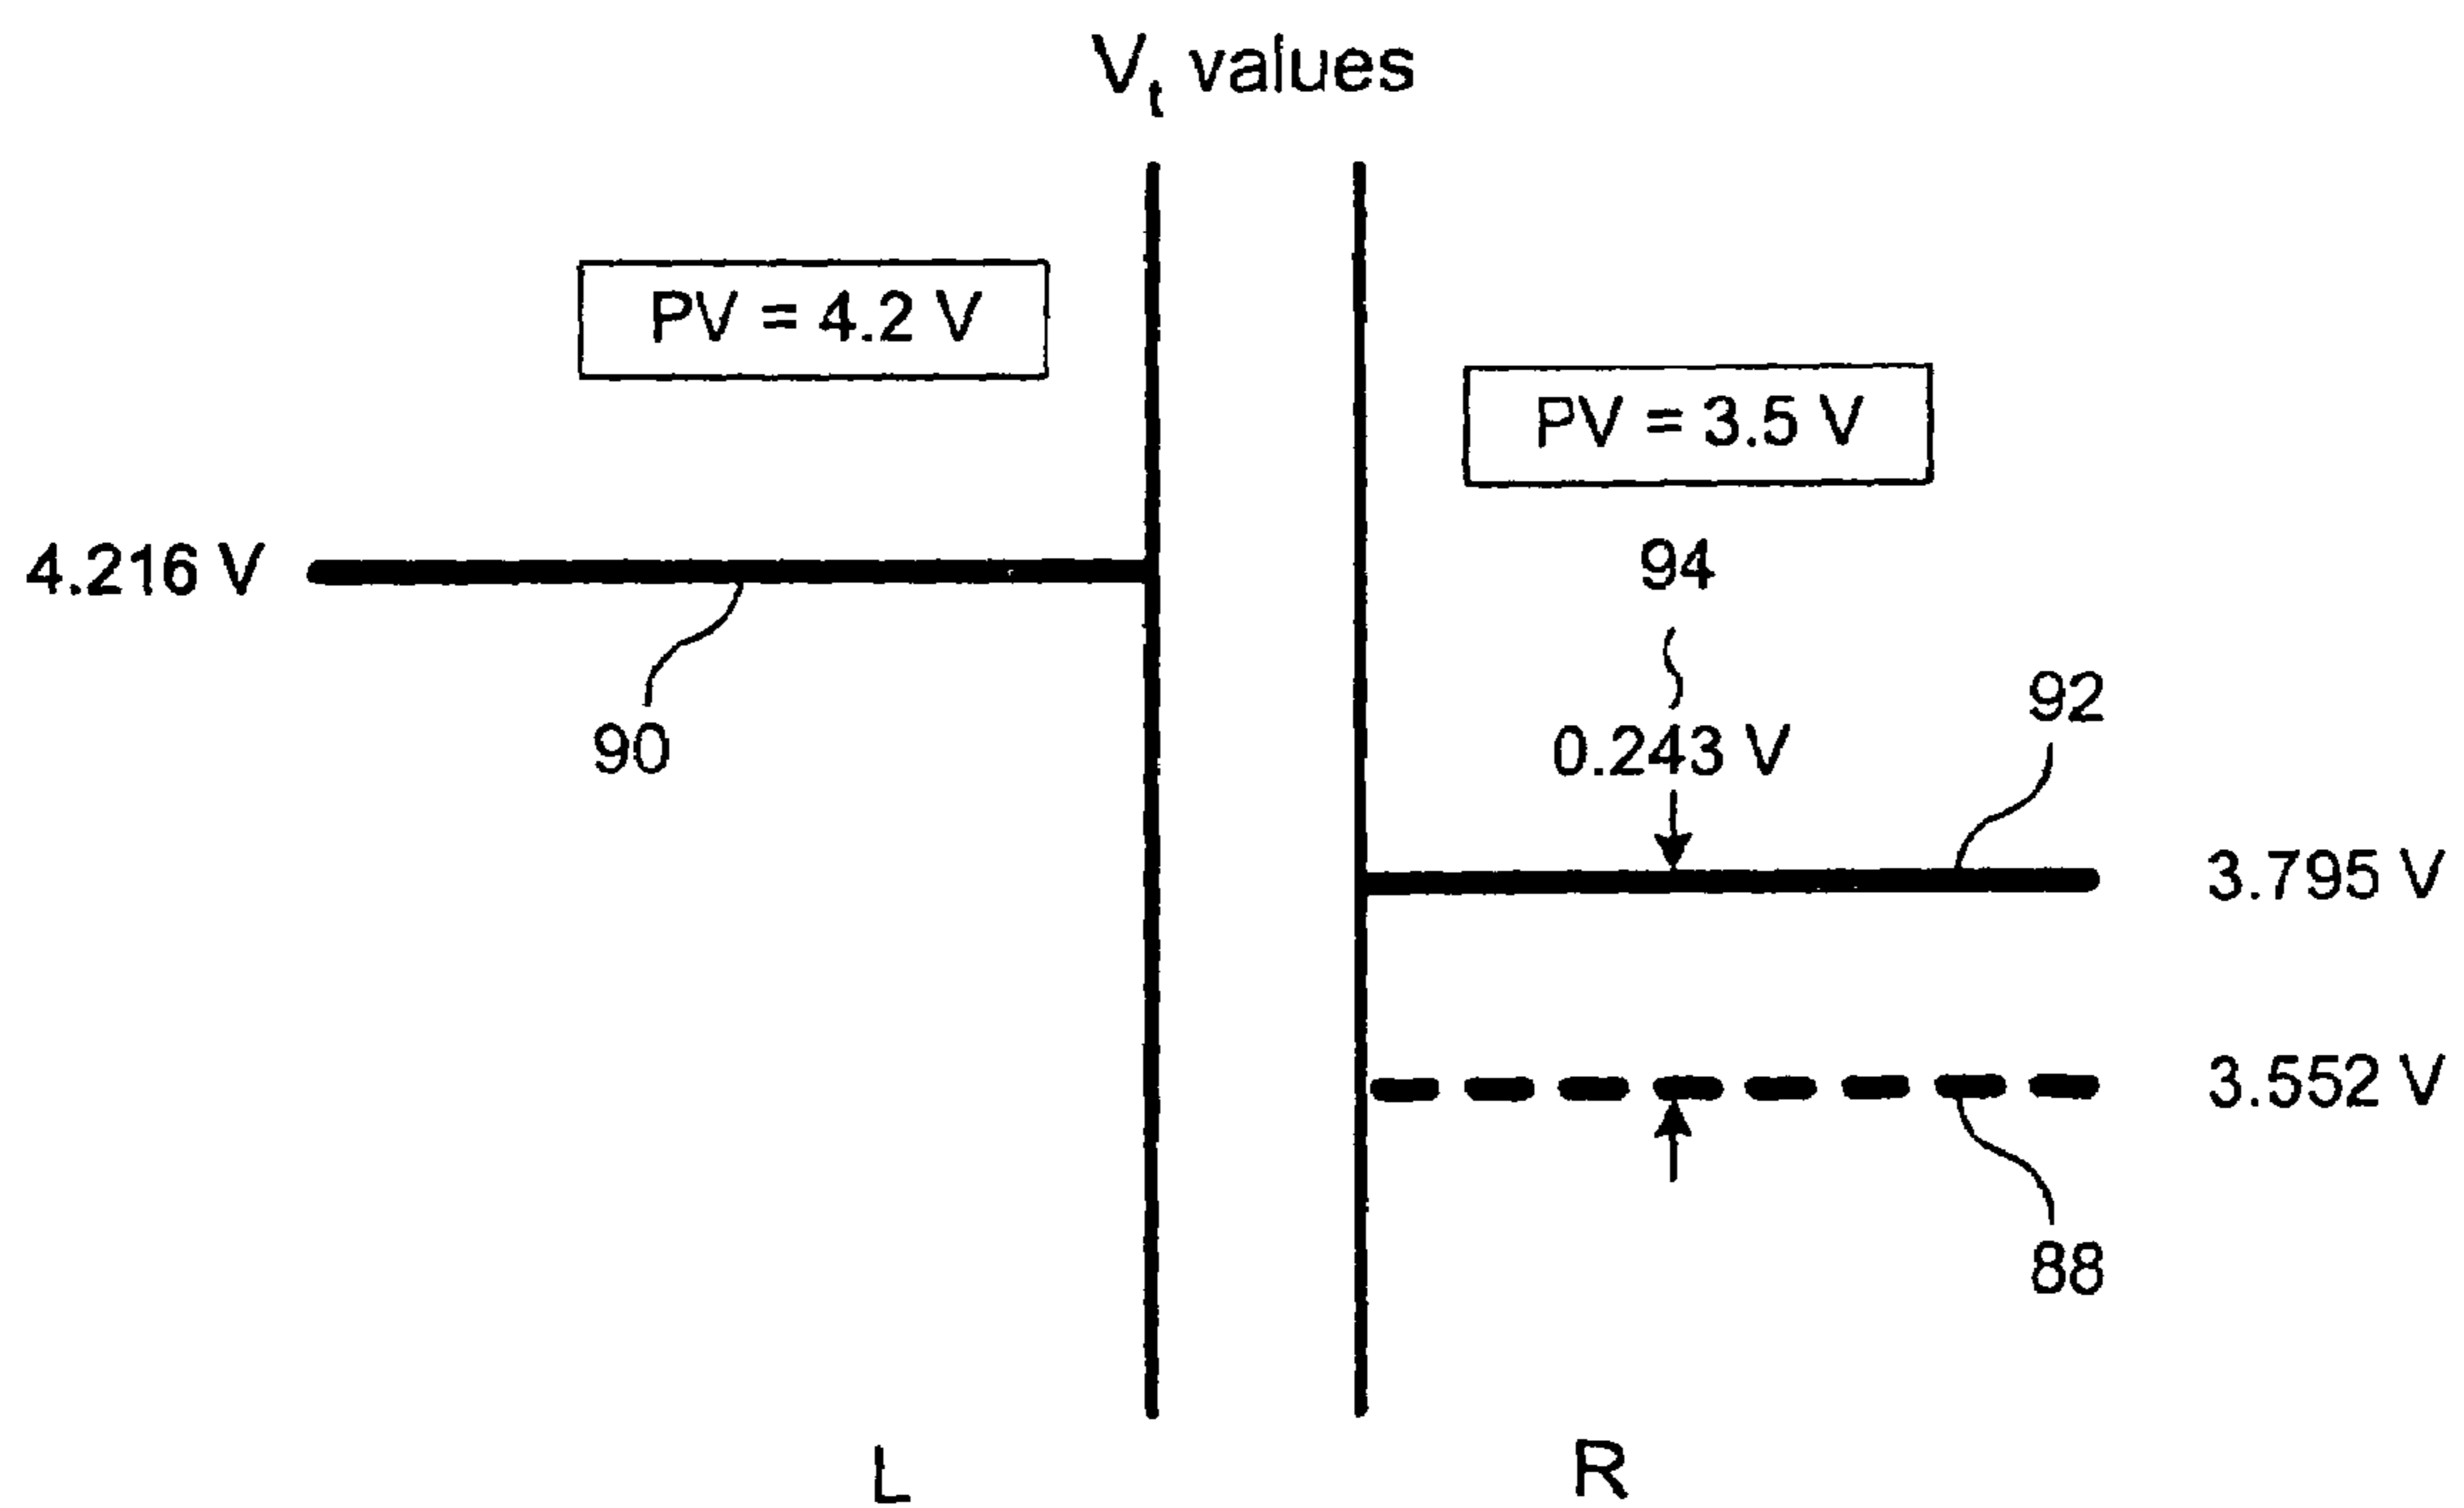 Vt values
PV = 4.2 V
PV = 3.5 V
4.216 V
94
92
90
0.243 V
3.795 V
3.552 V
88
L
R